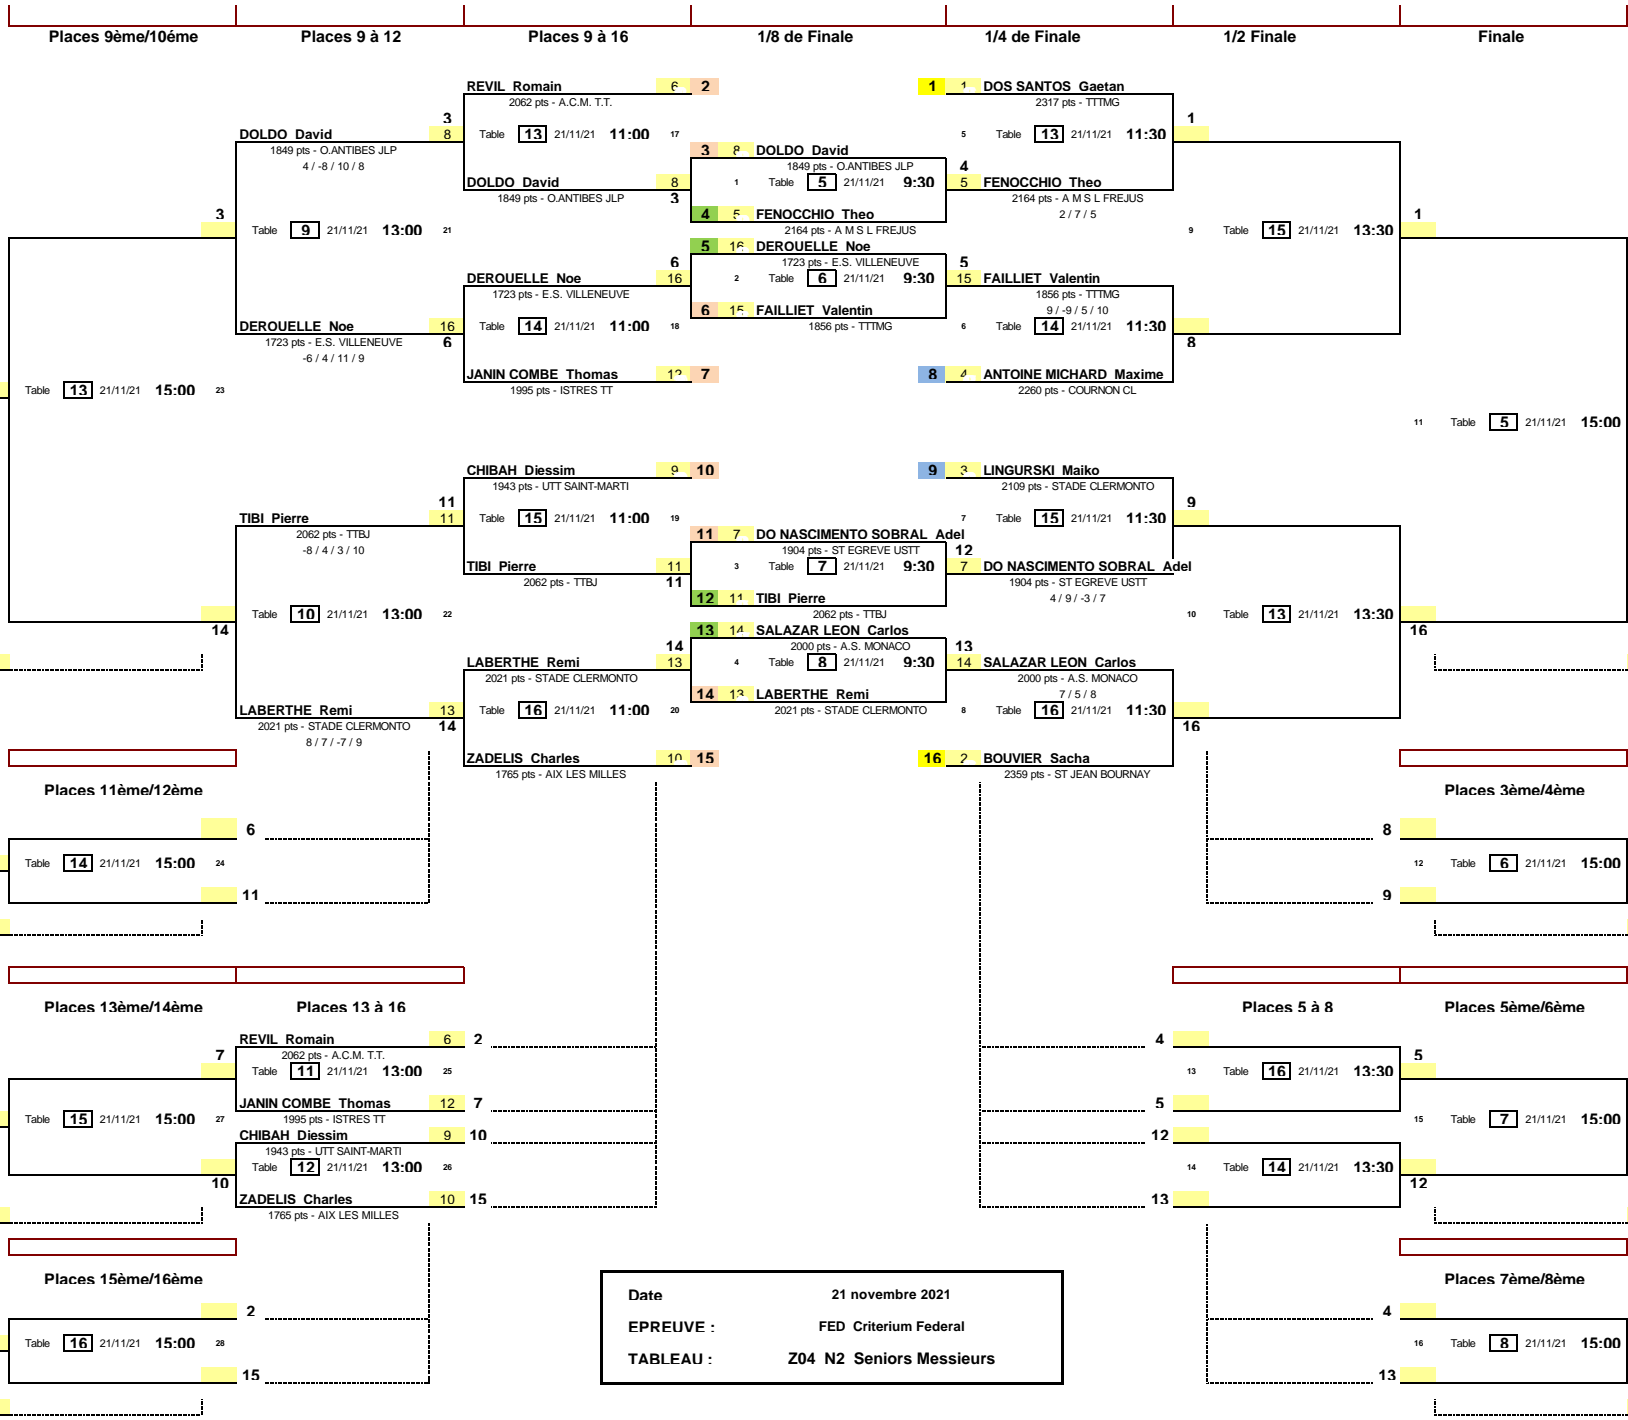 Places 9ème/10éme Places 9 à 12 Places 9 à 16 1/8 de Finale 1/4 de Finale 1/2 Finale Finale
REVIL Romain 6 2 1 1 DOS SANTOS Gaetan
2062 pts - A.C.M. T.T. 2317 pts - TTTMG
3 1
DOLDO David 8 Table 13 21/11/21 11:00 17 5 Table 13 21/11/21 11:30
1849 pts - O.ANTIBES JLP 3 8 DOLDO David
4 / -8 / 10 / 8 1849 pts - O.ANTIBES JLP 4
DOLDO David 8 1 Table 5 21/11/21 9:30 5 FENOCCHIO Theo
1849 pts - O.ANTIBES JLP 3 2164 pts - A M S L FREJUS
3 4 5 FENOCCHIO Theo 2 / 7 / 5 1
Table 9 21/11/21 13:00 21 2164 pts - A M S L FREJUS 9 Table 15 21/11/21 13:30
5 16 DEROUELLE Noe
6 1723 pts - E.S. VILLENEUVE 5
DEROUELLE Noe 16 2 Table 6 21/11/21 9:30 15 FAILLIET Valentin
1723 pts - E.S. VILLENEUVE 1856 pts - TTTMG
6 15 FAILLIET Valentin 9 / -9 / 5 / 10
DEROUELLE Noe 16 Table 14 21/11/21 11:00 18 1856 pts - TTTMG 6 Table 14 21/11/21 11:30
1723 pts - E.S. VILLENEUVE 6 8
-6 / 4 / 11 / 9
JANIN COMBE Thomas 12 7 8 4 ANTOINE MICHARD Maxime
Table 13 21/11/21 15:00 23 1995 pts - ISTRES TT 2260 pts - COURNON CL
11 Table 5 21/11/21 15:00
CHIBAH Diessim 9 10 9 3 LINGURSKI Maiko
1943 pts - UTT SAINT-MARTI 2109 pts - STADE CLERMONTO
11 9
TIBI Pierre 11 Table 15 21/11/21 11:00 19 7 Table 15 21/11/21 11:30
2062 pts - TTBJ 11 7 DO NASCIMENTO SOBRAL Adel
-8 / 4 / 3 / 10 1904 pts - ST EGREVE USTT 12
TIBI Pierre 11 3 Table 7 21/11/21 9:30 7 DO NASCIMENTO SOBRAL Adel
2062 pts - TTBJ 11 1904 pts - ST EGREVE USTT
12 11 TIBI Pierre 4 / 9 / -3 / 7
Table 10 21/11/21 13:00 22 2062 pts - TTBJ 10 Table 13 21/11/21 13:30
14 13 14 SALAZAR LEON Carlos 16
14 2000 pts - A.S. MONACO 13
LABERTHE Remi 13 4 Table 8 21/11/21 9:30 14 SALAZAR LEON Carlos
2021 pts - STADE CLERMONTO 2000 pts - A.S. MONACO
14 13 LABERTHE Remi 7 / 5 / 8
LABERTHE Remi 13 Table 16 21/11/21 11:00 20 2021 pts - STADE CLERMONTO 8 Table 16 21/11/21 11:30
2021 pts - STADE CLERMONTO 14 16
8 / 7 / -7 / 9
ZADELIS Charles 10 15 16 2 BOUVIER Sacha
1765 pts - AIX LES MILLES 2359 pts - ST JEAN BOURNAY
Places 11ème/12ème Places 3ème/4ème
6 8
Table 14 21/11/21 15:00 24 12 Table 6 21/11/21 15:00
11 9
Places 13ème/14ème Places 13 à 16 Places 5 à 8 Places 5ème/6ème
REVIL Romain 6 2 4
7 2062 pts - A.C.M. T.T. 5
Table 11 21/11/21 13:00 25 13 Table 16 21/11/21 13:30
JANIN COMBE Thomas 12 7 5
Table 15 21/11/21 15:00 27 1995 pts - ISTRES TT 15 Table 7 21/11/21 15:00
CHIBAH Diessim 9 10 12
1943 pts - UTT SAINT-MARTI
Table 12 21/11/21 13:00 26 14 Table 14 21/11/21 13:30
10 12
ZADELIS Charles 10 15 13
1765 pts - AIX LES MILLES
Places 15ème/16ème Places 7ème/8ème
Date 21 novembre 2021
2 4
EPREUVE : FED Criterium Federal
Table 16 21/11/21 15:00 28 16 Table 8 21/11/21 15:00
TABLEAU : Z04 N2 Seniors Messieurs
15 13